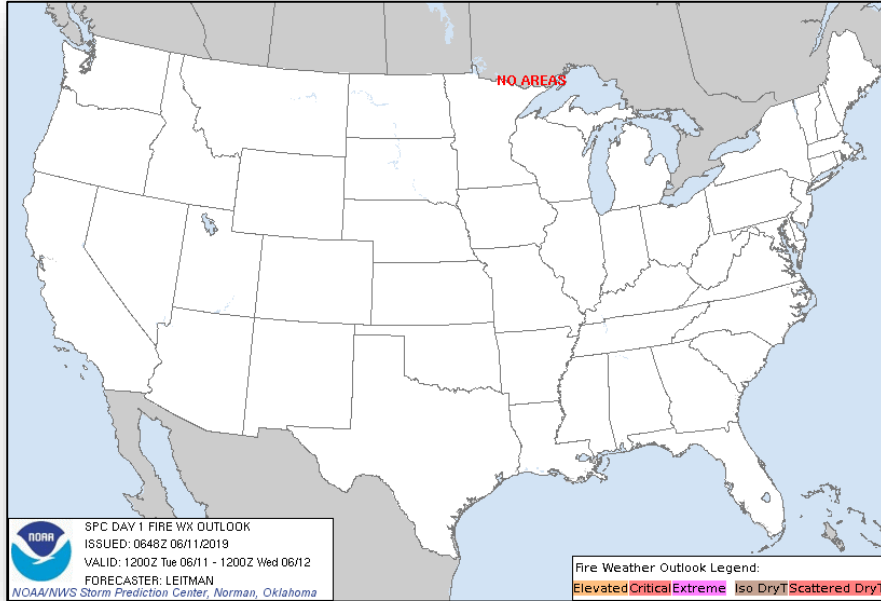 NO AREAS
SPC DAY 1 FIRE WX OUTLOOK
ISSUED: 0648Z 06/11/2019
VALID: 1200Z Tue 06/11 - 1200Z Wed 06/12
FORECASTER: LEITMAN
NOAA/NWS Storm Prediction Center, Norman, Oklahoma
NOAA
Fire Weather Outlook Legend:
Elevated Critical Extreme Iso DryT Scattered DryT